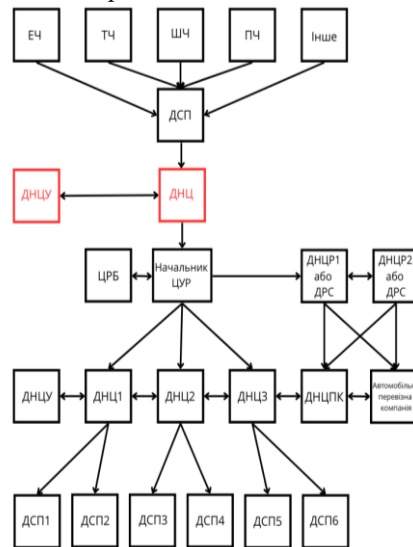 ЕЧ
ТЧ
ШЧ
ПЧ
Інше
ДСП
ДНЦУ
ДНЦ
ЦРБ
Начальник
ЦУР
ДНЦР1
або
ДРС
ДНЦР2
або
ДРС
ДНЦУ
ДНЦ1
ДНЦ2
ДНЦ3
ДНЦПК
Автомобільн
перевізна
компанія
ДСП1
ДСП2
ДСП3
ДСП4
ДСП5
ДСП6